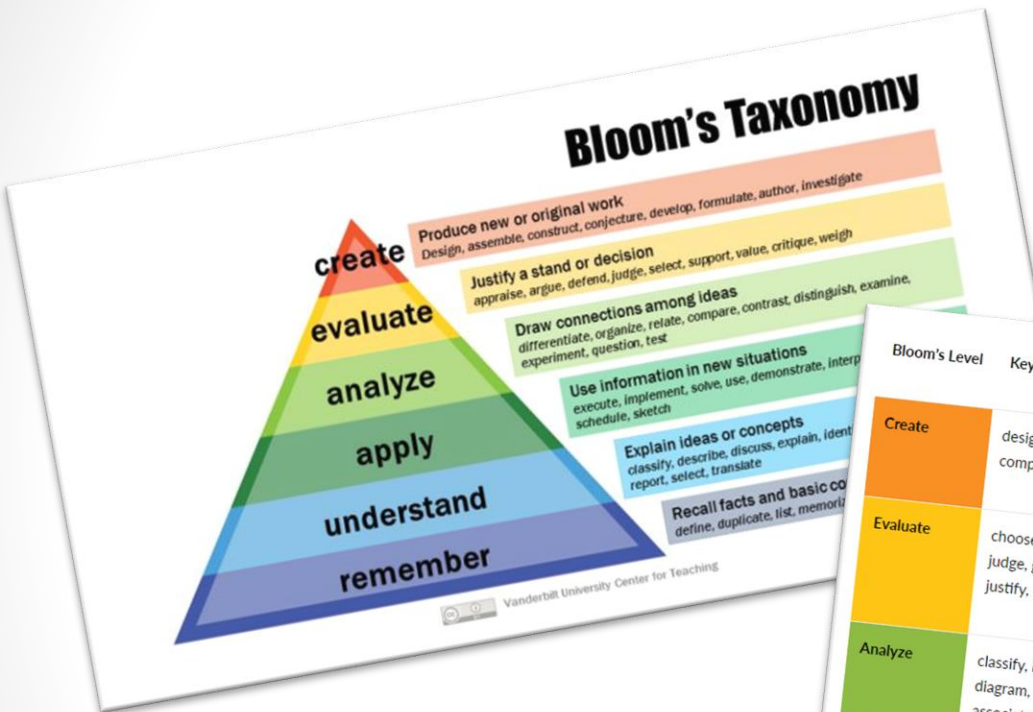 Bloom's Taxonomy
create
Produce new or original work
Design, assemble, construct, conjecture, develop, formulate, author, investigate
evaluate
Justify a stand or decision
appraise, argue, defend, judge, select, support, value, critique, weigh
analyze
Draw connections among ideas
differentiate, organize, relate, compare, contrast, distinguish, examine,
experiment, question, test
apply
Use information in new situations
execute, implement, solve, use, demonstrate,
schedule, sketch
understand
Explain ideas or concepts
classify, describe, discuss, explain,
report, select, translate
remember
Recall facts and basic
define, duplicate, list,
Vanderbilt University Center for Teaching
Bloom's Level
Create
Evaluate
judge,
justify,
Analyze
classify,
diagram,